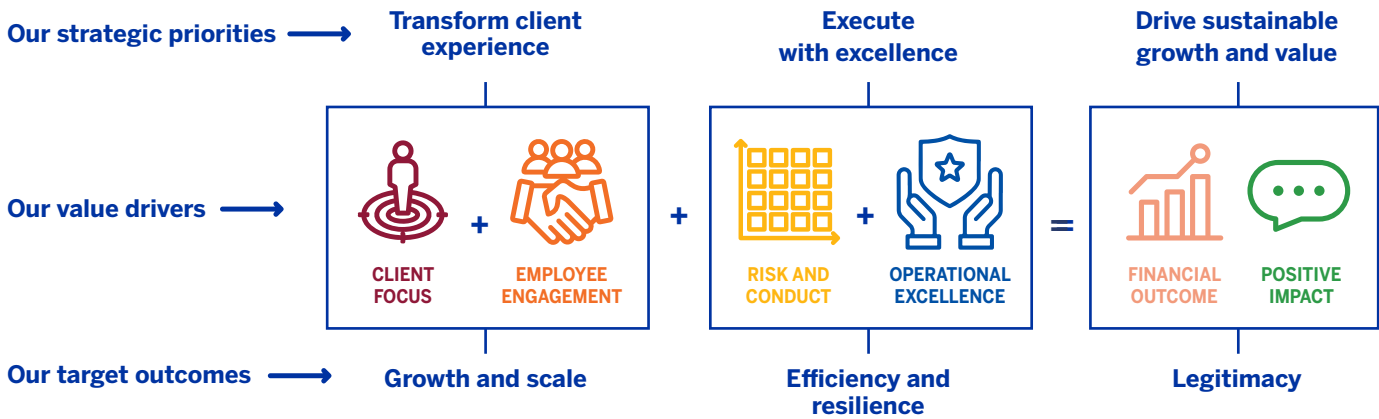 Our strategic priorities
Transform client
experience
Execute
with excellence
Drive sustainable
growth and value
Our value drivers
+
+
+
=
CLIENT
FOCUS
EMPLOYEE
ENGAGEMENT
RISK AND
CONDUCT
OPERATIONAL
EXCELLENCE
FINANCIAL
OUTCOME
POSITIVE
IMPACT
Our target outcomes
Growth and scale
Efficiency and
resilience
Legitimacy